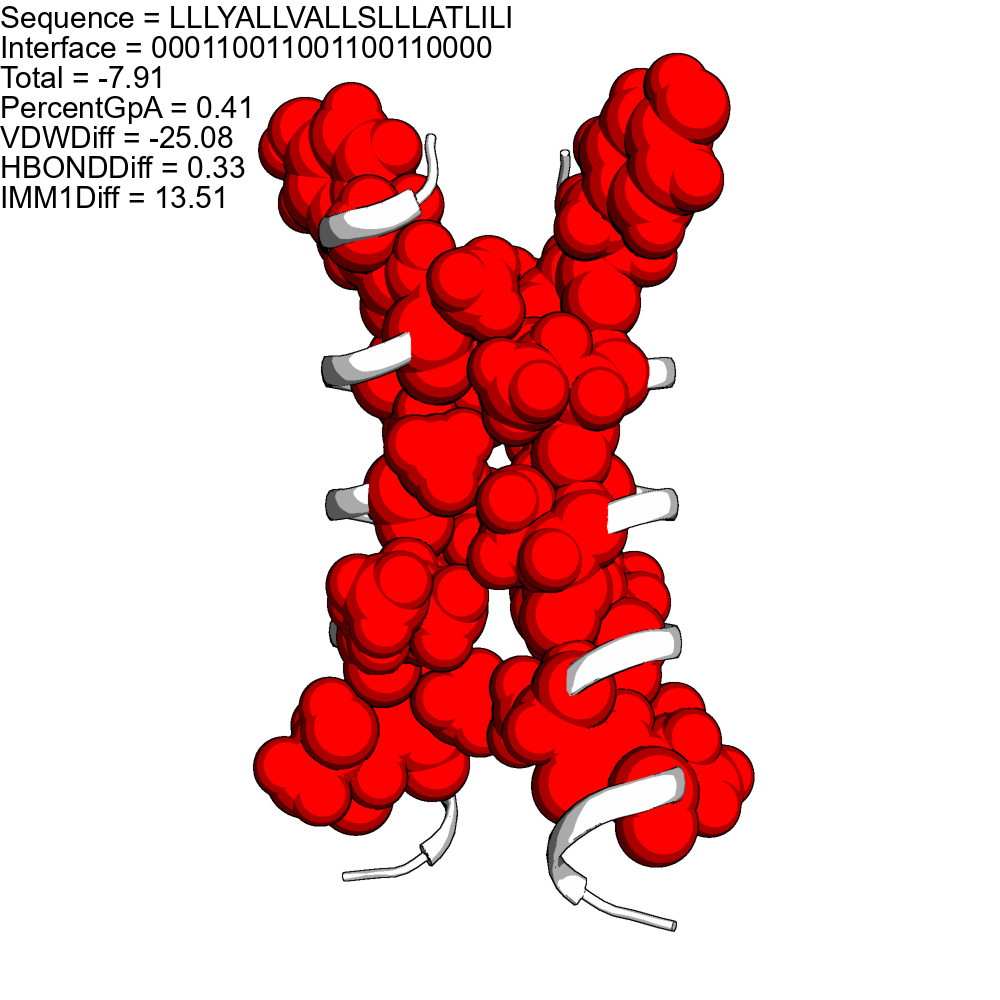 Sequence = LLLYALLVALLSLLLATLILI
Interface = 000110011001100110000
Total = -7.91
PercentGpA = 0.41
VDWDiff = -25.08
HBONDDiff = 0.33
IMM1Diff = 13.51